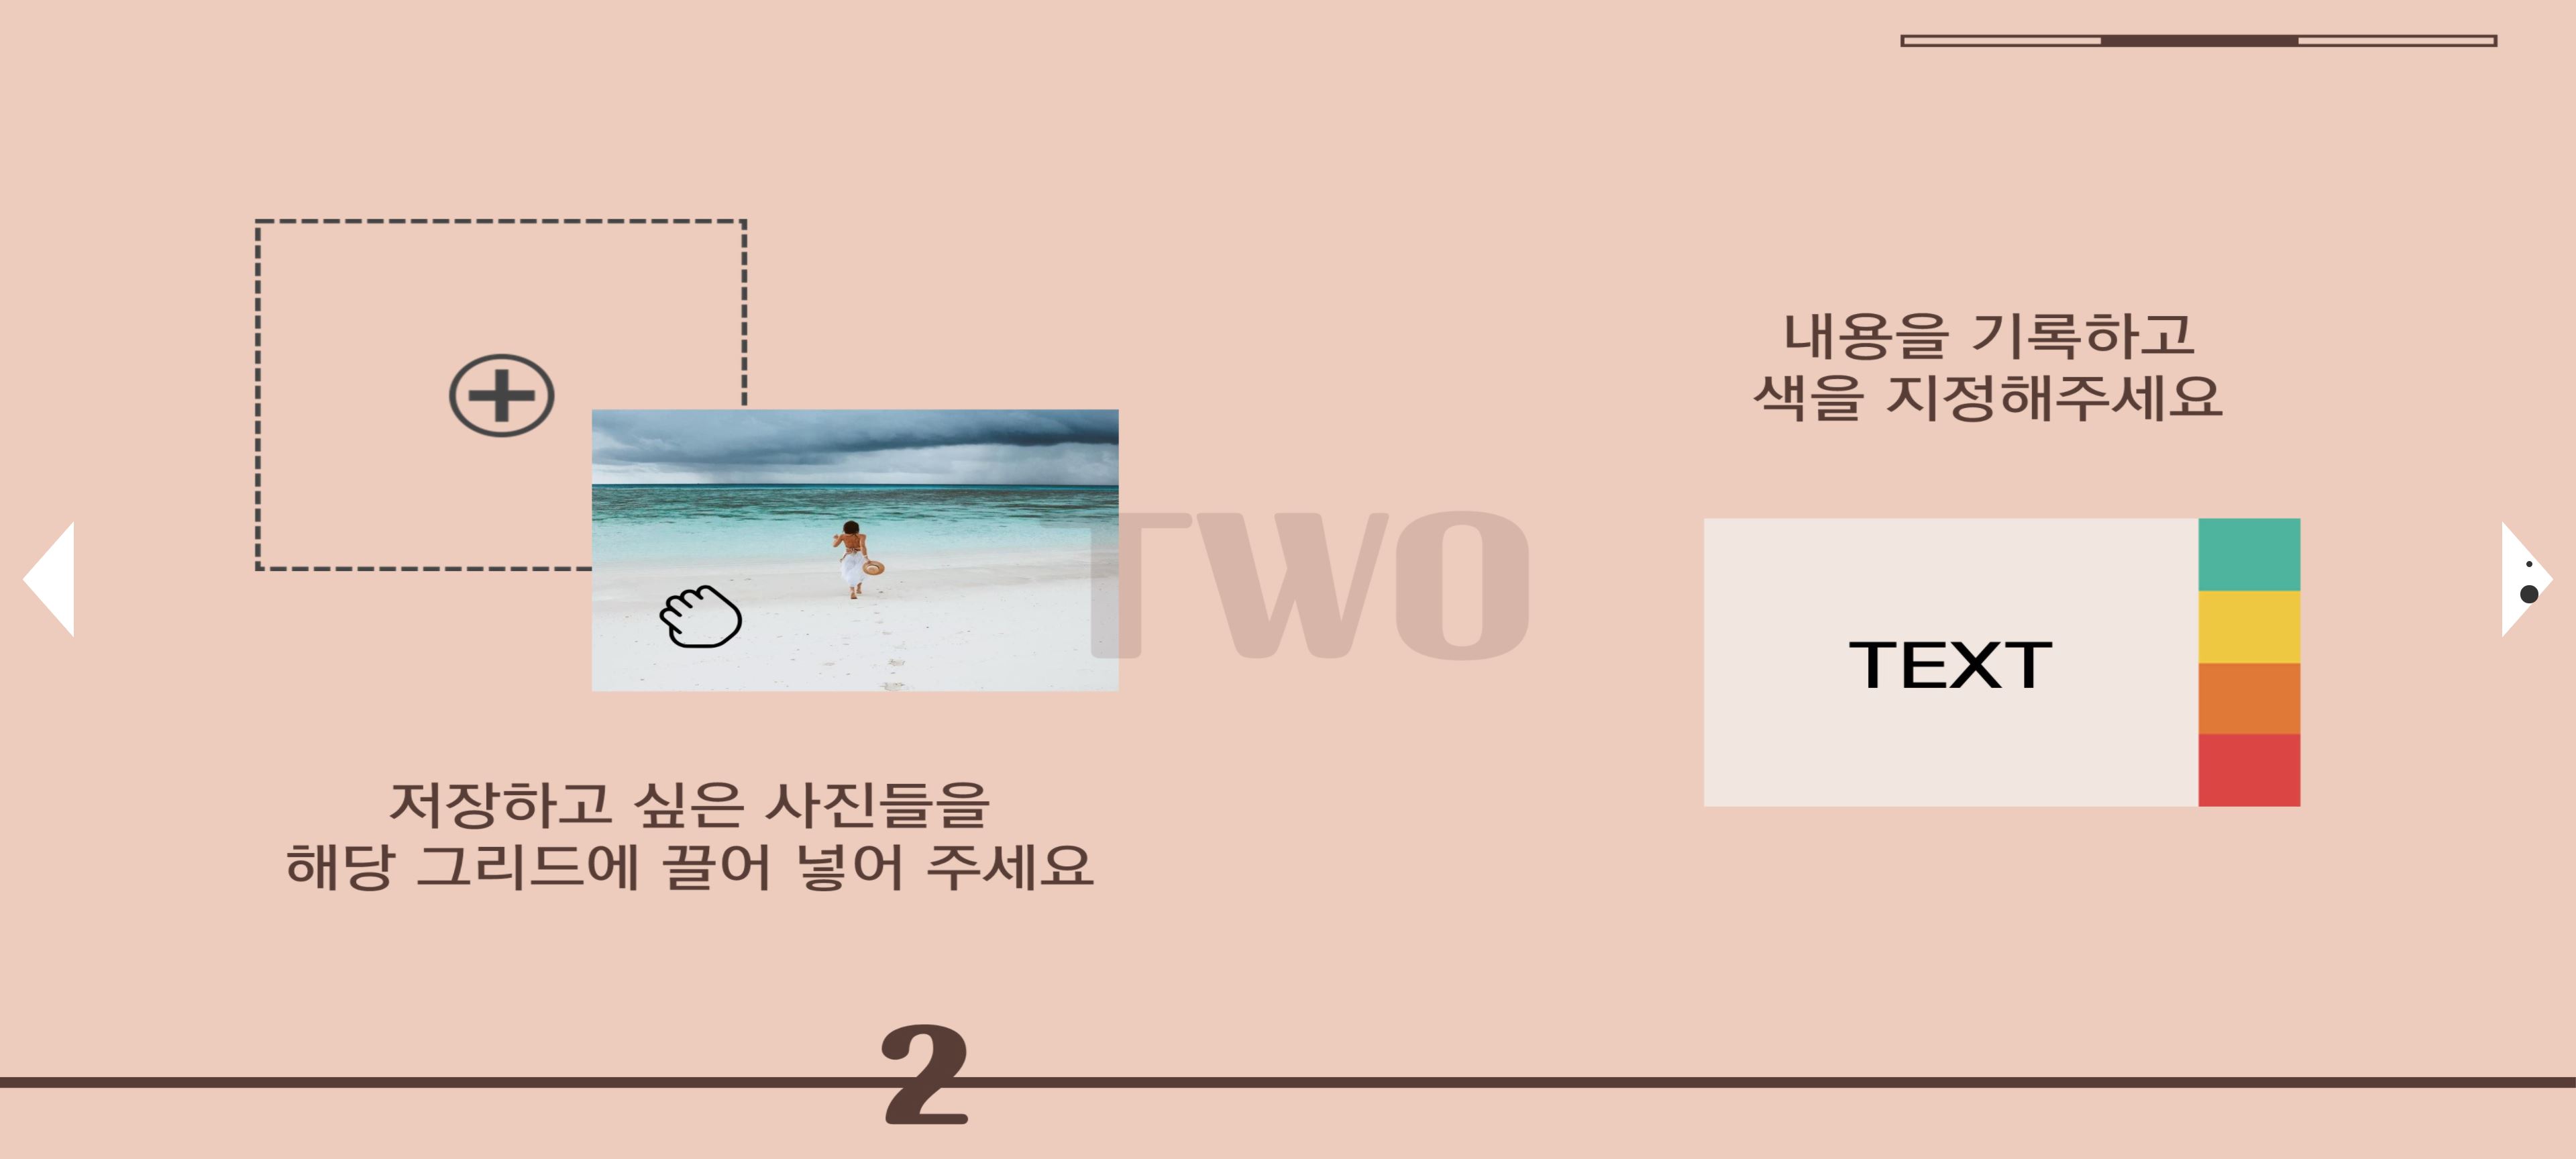 내용을 기록하고
색을 지정해주세요
TWO
TEXT
저장하고 싶은 사진들을
해당 그리드에 끌어 넣어 주세요
2